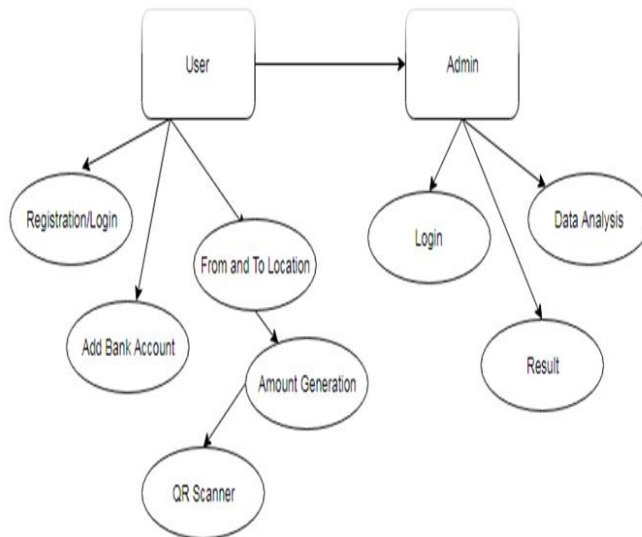 User
Admin
Registration/Login
Login
Data Analysis
From and To Location
Add Bank Account
Result
Amount Generation
QR Scanner